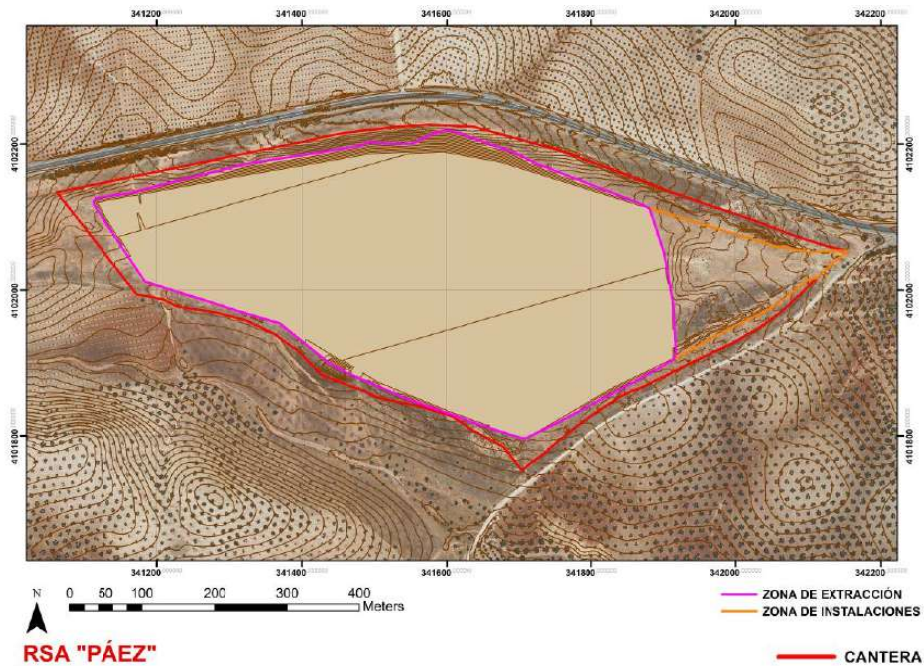 341200 341400 341600 341800 342000 342200
4102200 4102200
4102000 4102000
4101800 4101800
341200 341400 341600 341800 342000 342200
N 0 50 100 200 300 400
Meters
ZONA DE EXTRACCIÓN
ZONA DE INSTALACIONES
RSA "PÁEZ"
CANTERA